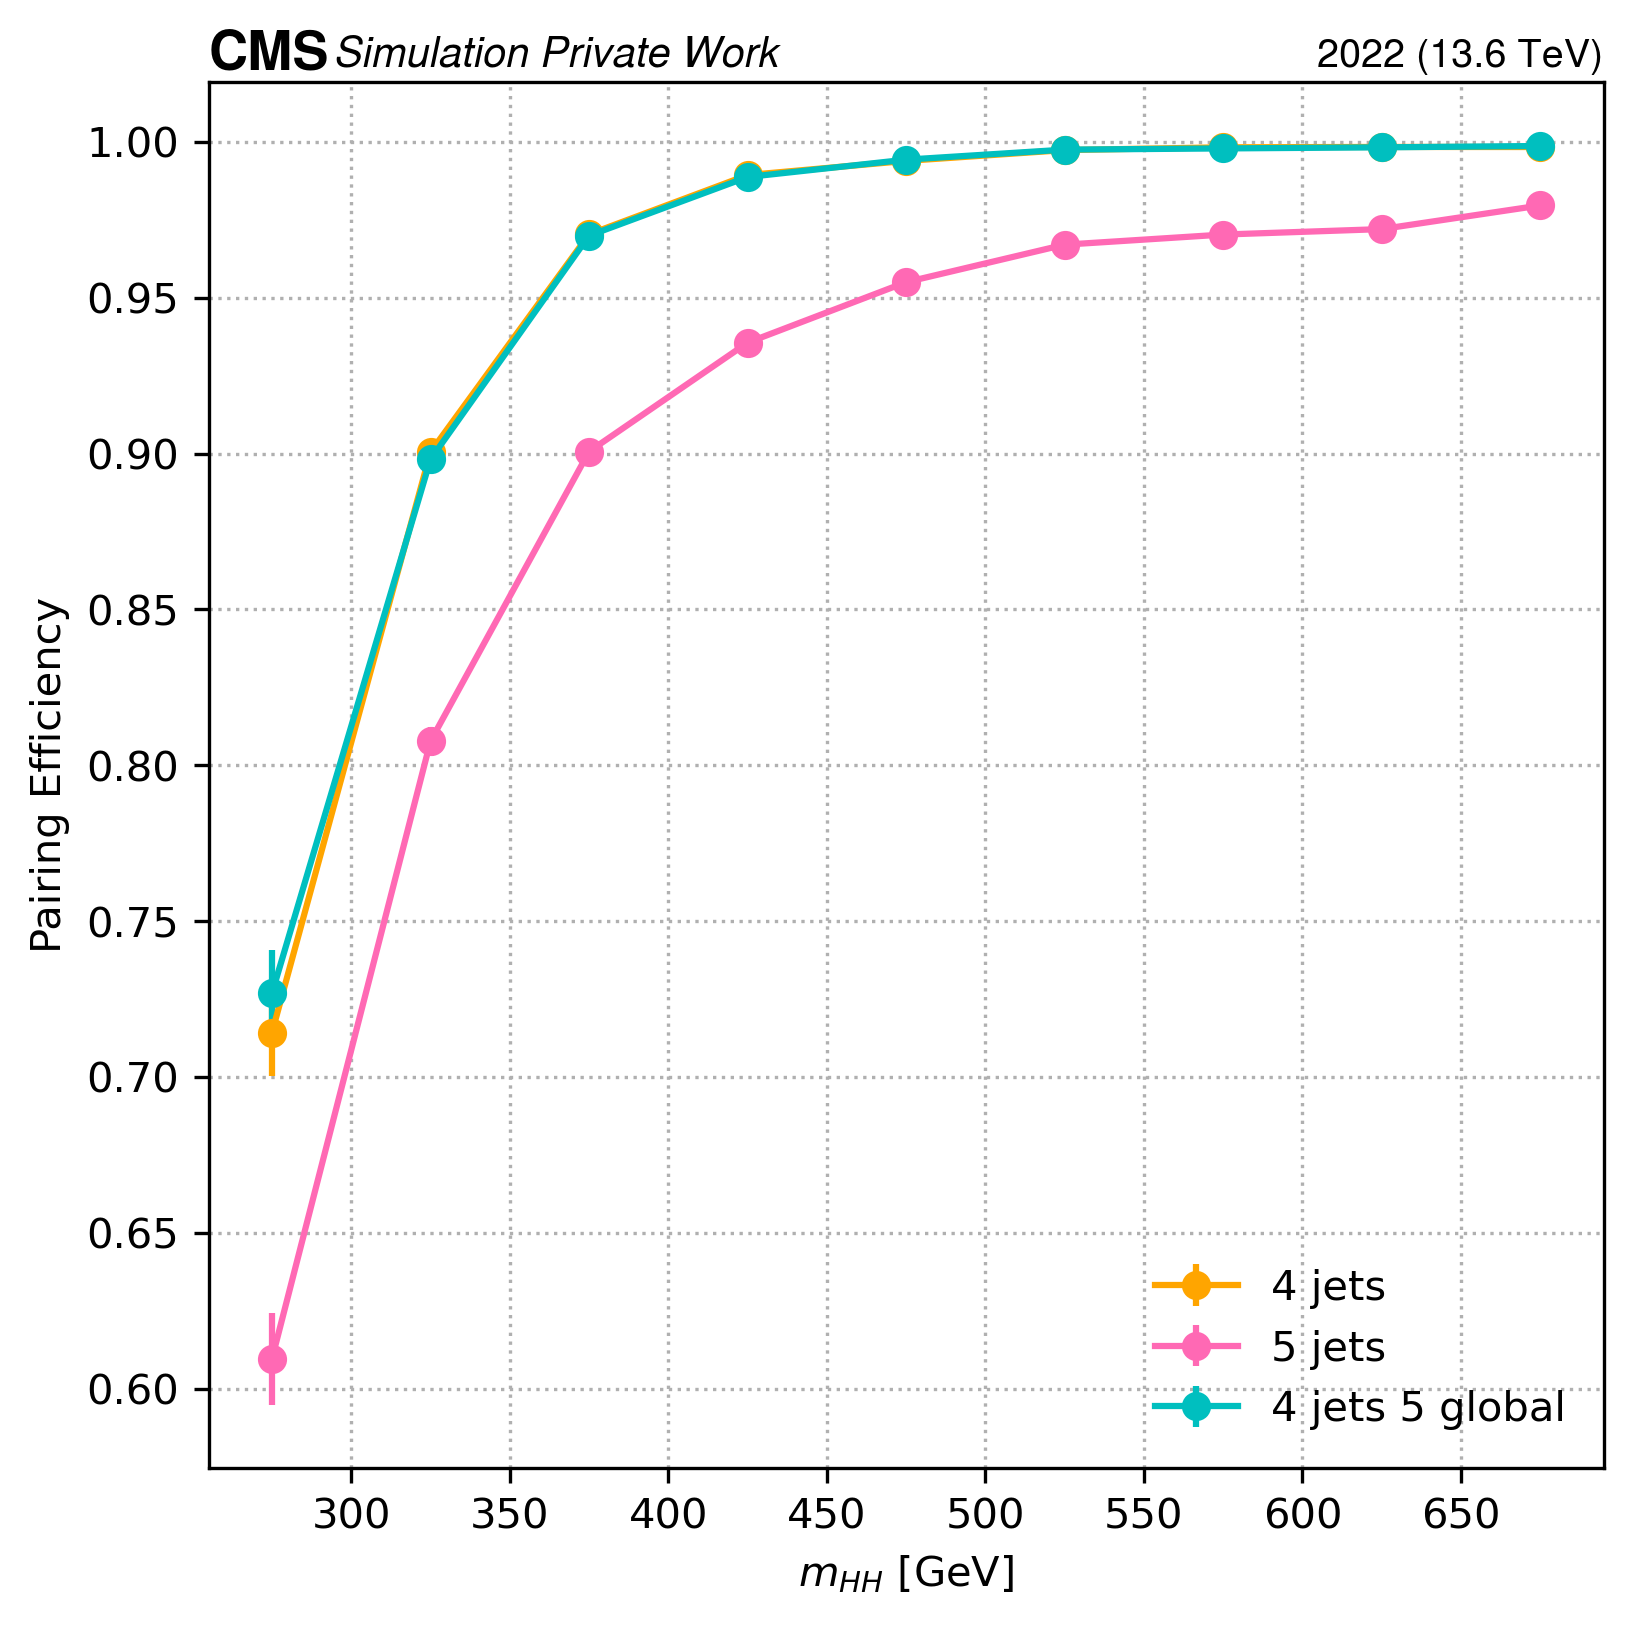 CMS Simulation Private Work 2022 (13.6 TeV)
1.00
0.95
0.90
0.85
0.80
0.75
0.70
0.65
0.60
Pairing Efficiency
4 jets
5 jets
4 jets 5 global
300 350 400 450 500 550 600 650
m_{HH} [GeV]